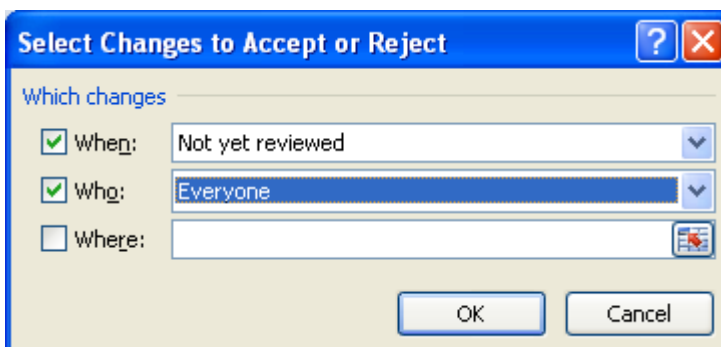 Select Changes to Accept or Reject
Which changes
When: Not yet reviewed
Who: Everyone
Where:
OK Cancel